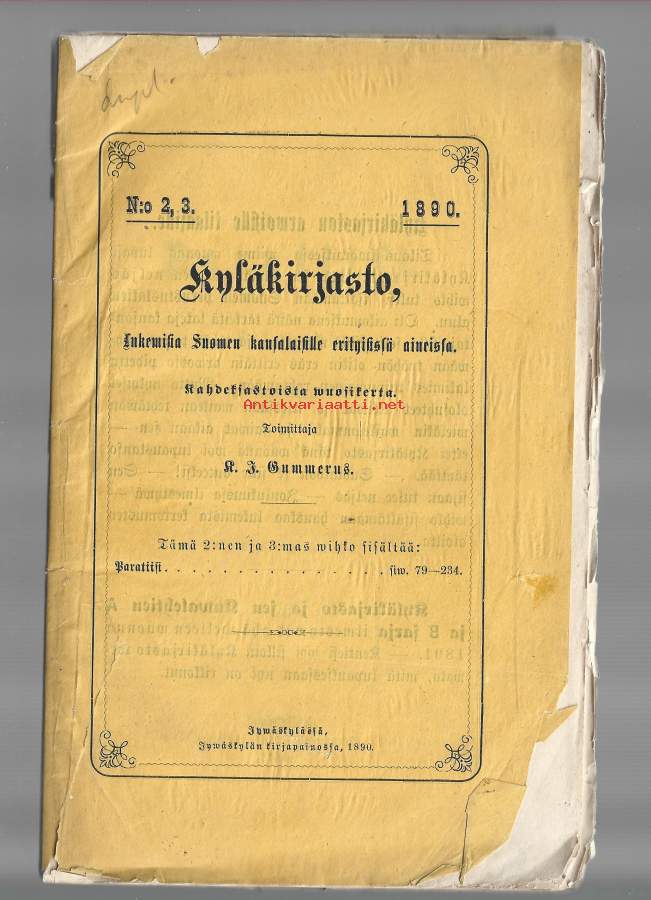 N:o 2, 3. 1890.
Kyläkirjasto,
Lukemisia Suomen kansalaisille erityisissä aineissa.
Kahdeksastoista wuosikerta.
Antikvariaatti.net
Toimittaja
K. J. Gummerus.
Tämä 2:nen ja 3:mas wihko sisältää:
Paratiisi . . . . . . . . . . . . . . . . siw. 79—234.
Jywäskylässä,
Jywäskylän kirjapainossa, 1890.